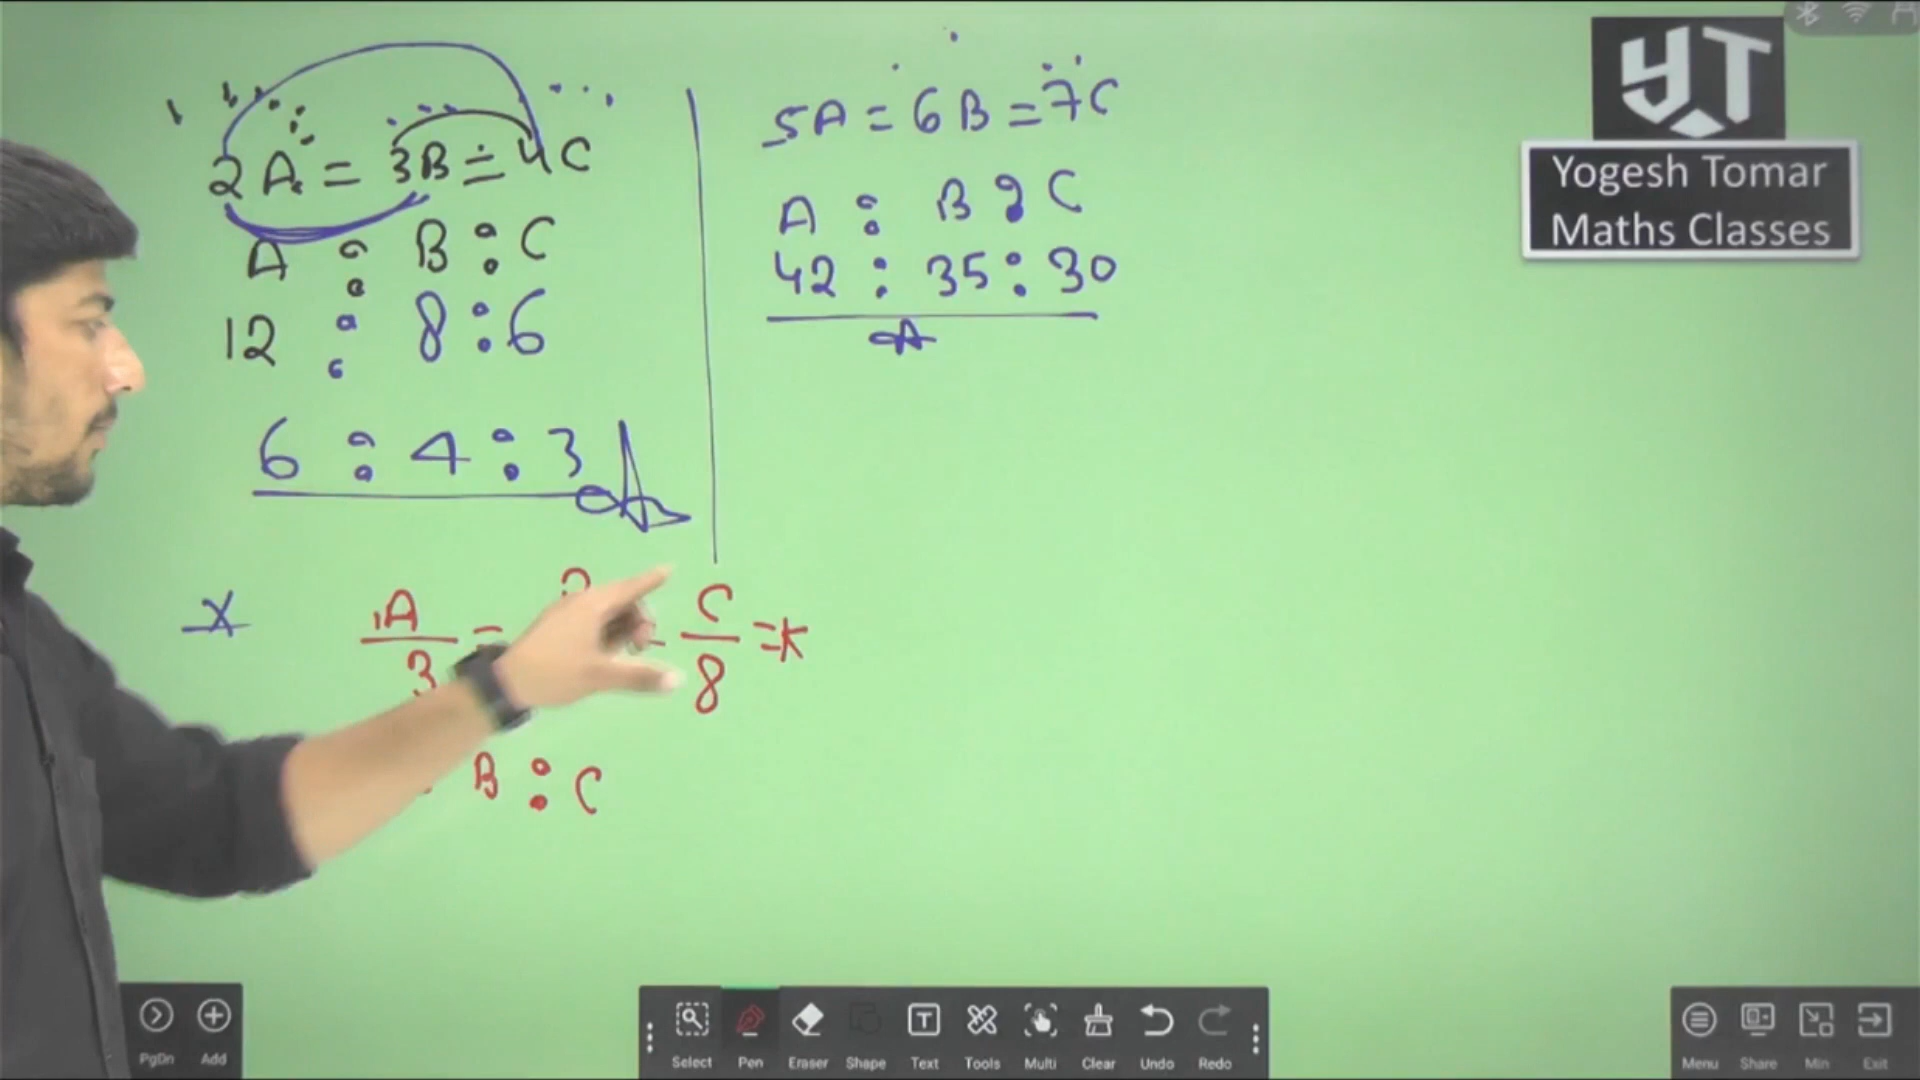 2A = 3B = 4C
A : B : C
12 : 8 : 6
6 : 4 : 3
5A = 6B = 7C
A : B : C
42 : 35 : 30
A/3 = C/8 = K
B : C
YT
Yogesh Tomar
Maths Classes
PgDn Add
Select Pen Eraser Shape Text Tools Multi Clear Undo Redo
Menu Share Min Exit